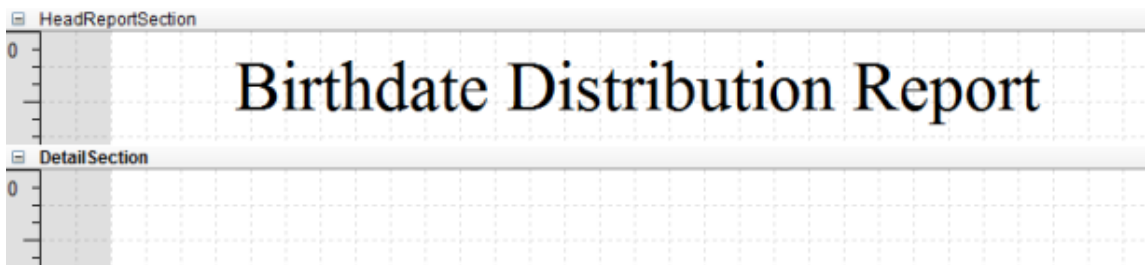 HeadReportSection
0
Birthdate Distribution Report
DetailSection
0